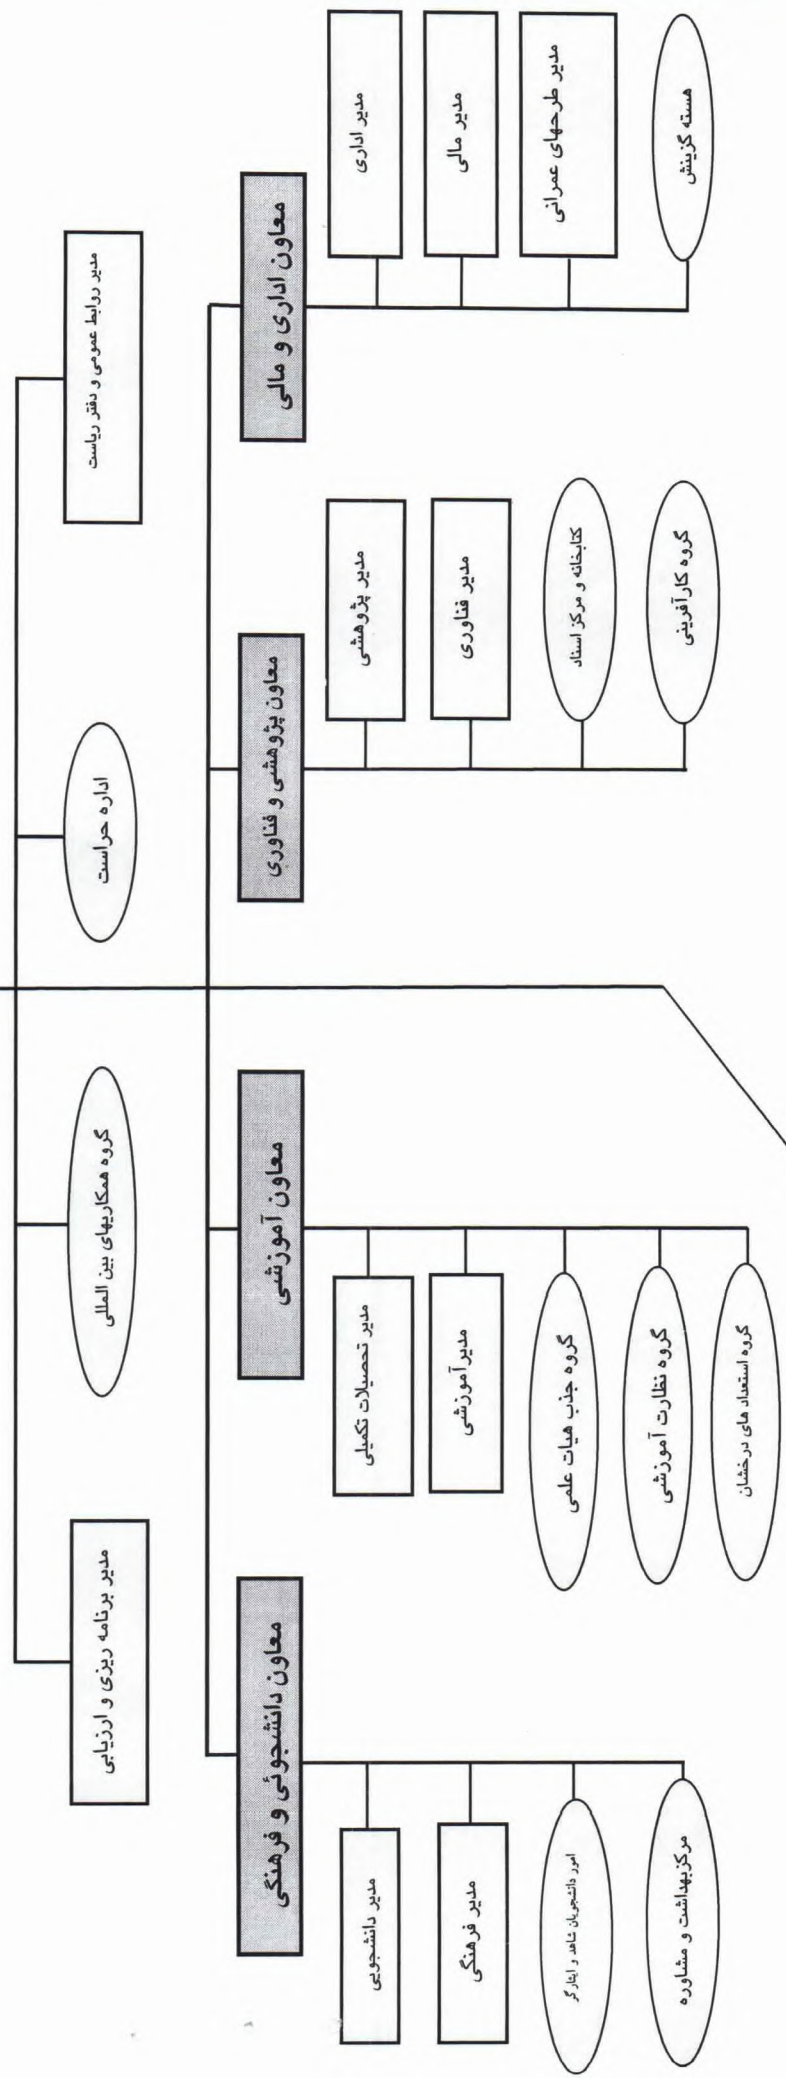 مدیر روابط عمومی و دفتر ریاست
اداره حراست
گروه همکاریهای بین المللی
مدیر برنامه ریزی و ارزیابی
معاون اداری و مالی
مدیر اداری
مدیر مالی
مدیر طرحهای عمرانی
هسته گزینش
معاون پژوهشی و فناوری
مدیر پژوهشی
مدیر فناوری
کتابخانه و مرکز اسناد
گروه کارآفرینی
معاون آموزشی
مدیر تحصیلات تکمیلی
مدیرآموزشی
گروه جذب هیات علمی
گروه نظارت آموزشی
گروه استعداد های درخشان
معاون دانشجوئی و فرهنگی
مدیر دانشجویی
مدیر فرهنگی
امور دانشجویان شاهد و ایثارگر
مرکزبهداشت و مشاوره